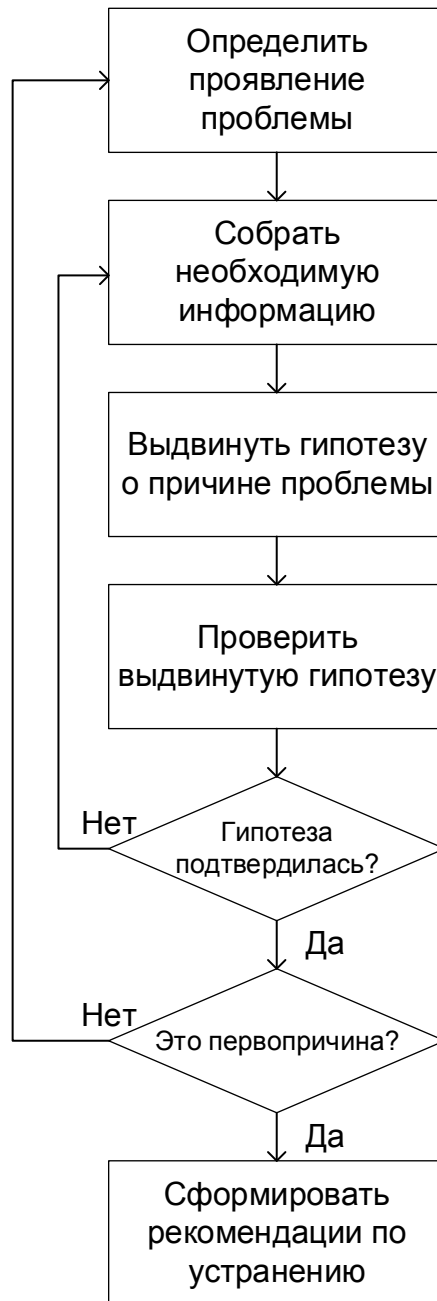 Определить
проявление
проблемы
Собрать
необходимую
информацию
Выдвинуть гипотезу
о причине проблемы
Проверить
выдвинутую гипотезу
Нет
Гипотеза
подтвердилась?
Да
Нет
Это первопричина?
Да
Сформировать
рекомендации по
устранению